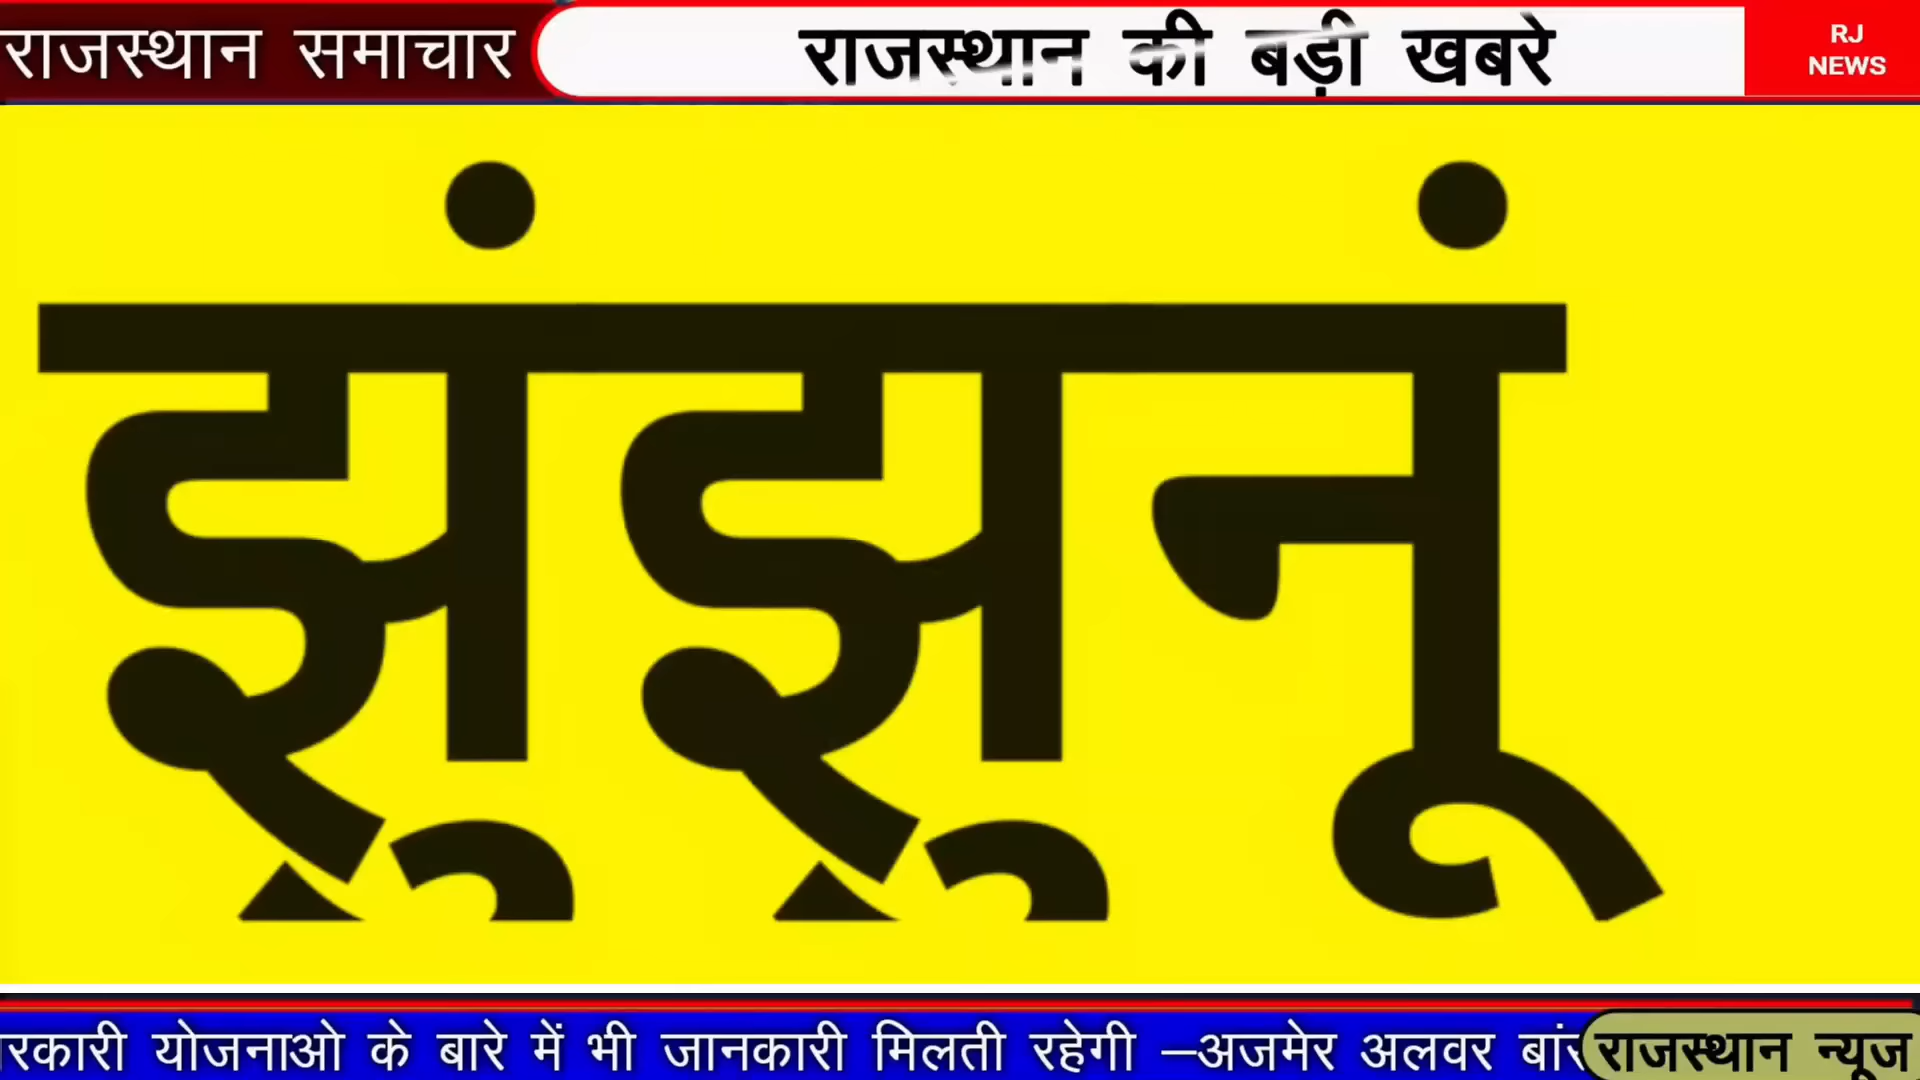 राजस्थान समाचार
राजस्थान की बड़ी खबरे
RJ
NEWS
झूंझूनूं
रकारी योजनाओ के बारे में भी जानकारी मिलती रहेगी –अजमेर अलवर
राजस्थान न्यूज